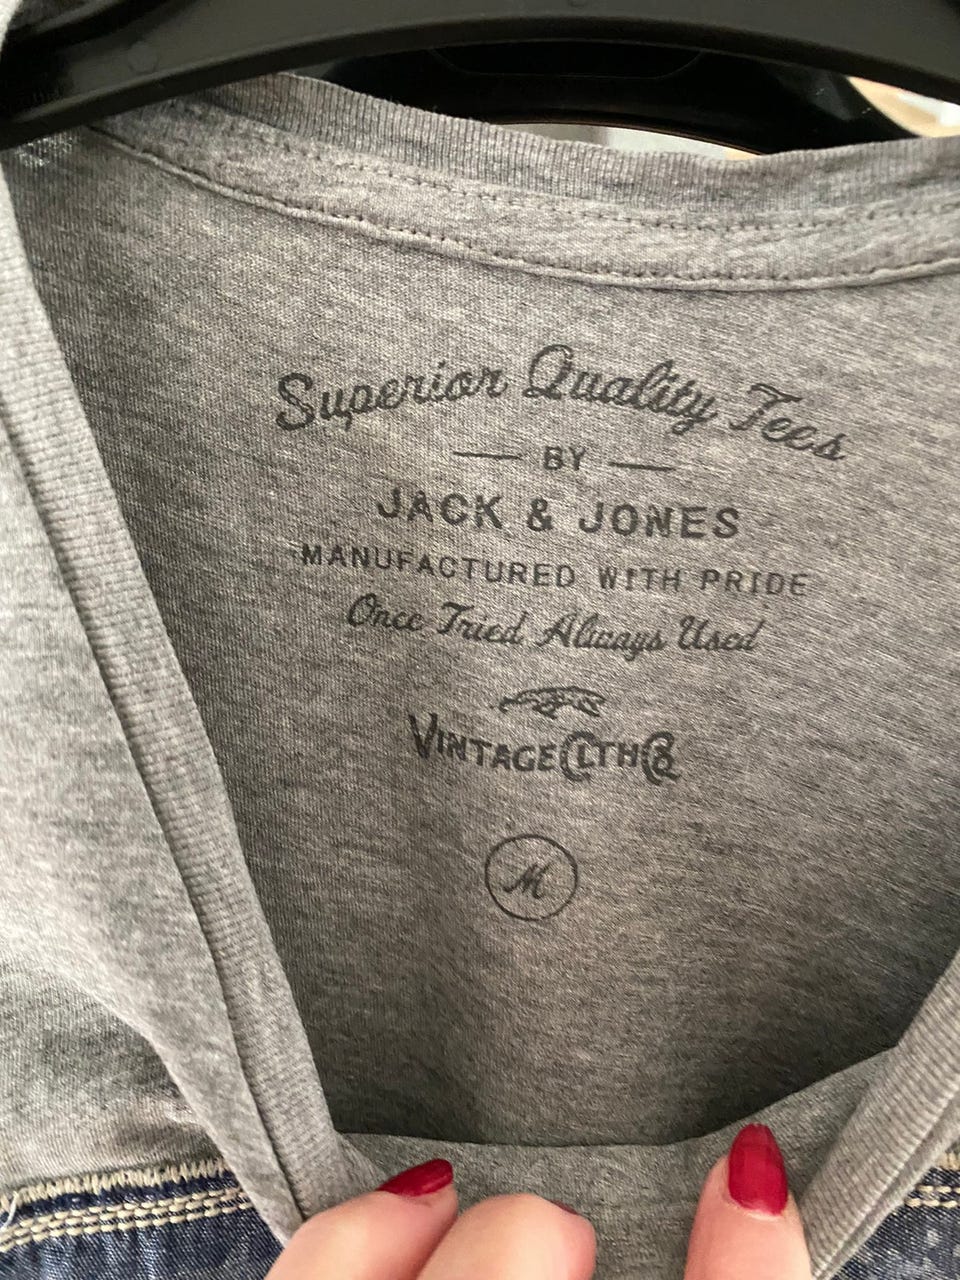 Superior Quality Tees
BY
JACK & JONES
MANUFACTURED WITH PRIDE
Once Tried Always Used
VINTAGE CLTH CO
M